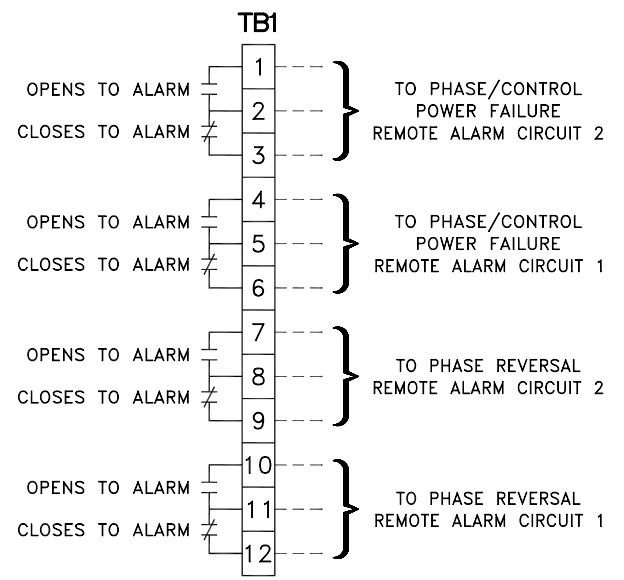 TB1
1
OPENS TO ALARM
2
CLOSES TO ALARM
3
TO PHASE/CONTROL
POWER FAILURE
REMOTE ALARM CIRCUIT 2
4
OPENS TO ALARM
5
CLOSES TO ALARM
6
TO PHASE/CONTROL
POWER FAILURE
REMOTE ALARM CIRCUIT 1
7
OPENS TO ALARM
8
CLOSES TO ALARM
9
TO PHASE REVERSAL
REMOTE ALARM CIRCUIT 2
10
OPENS TO ALARM
11
CLOSES TO ALARM
12
TO PHASE REVERSAL
REMOTE ALARM CIRCUIT 1